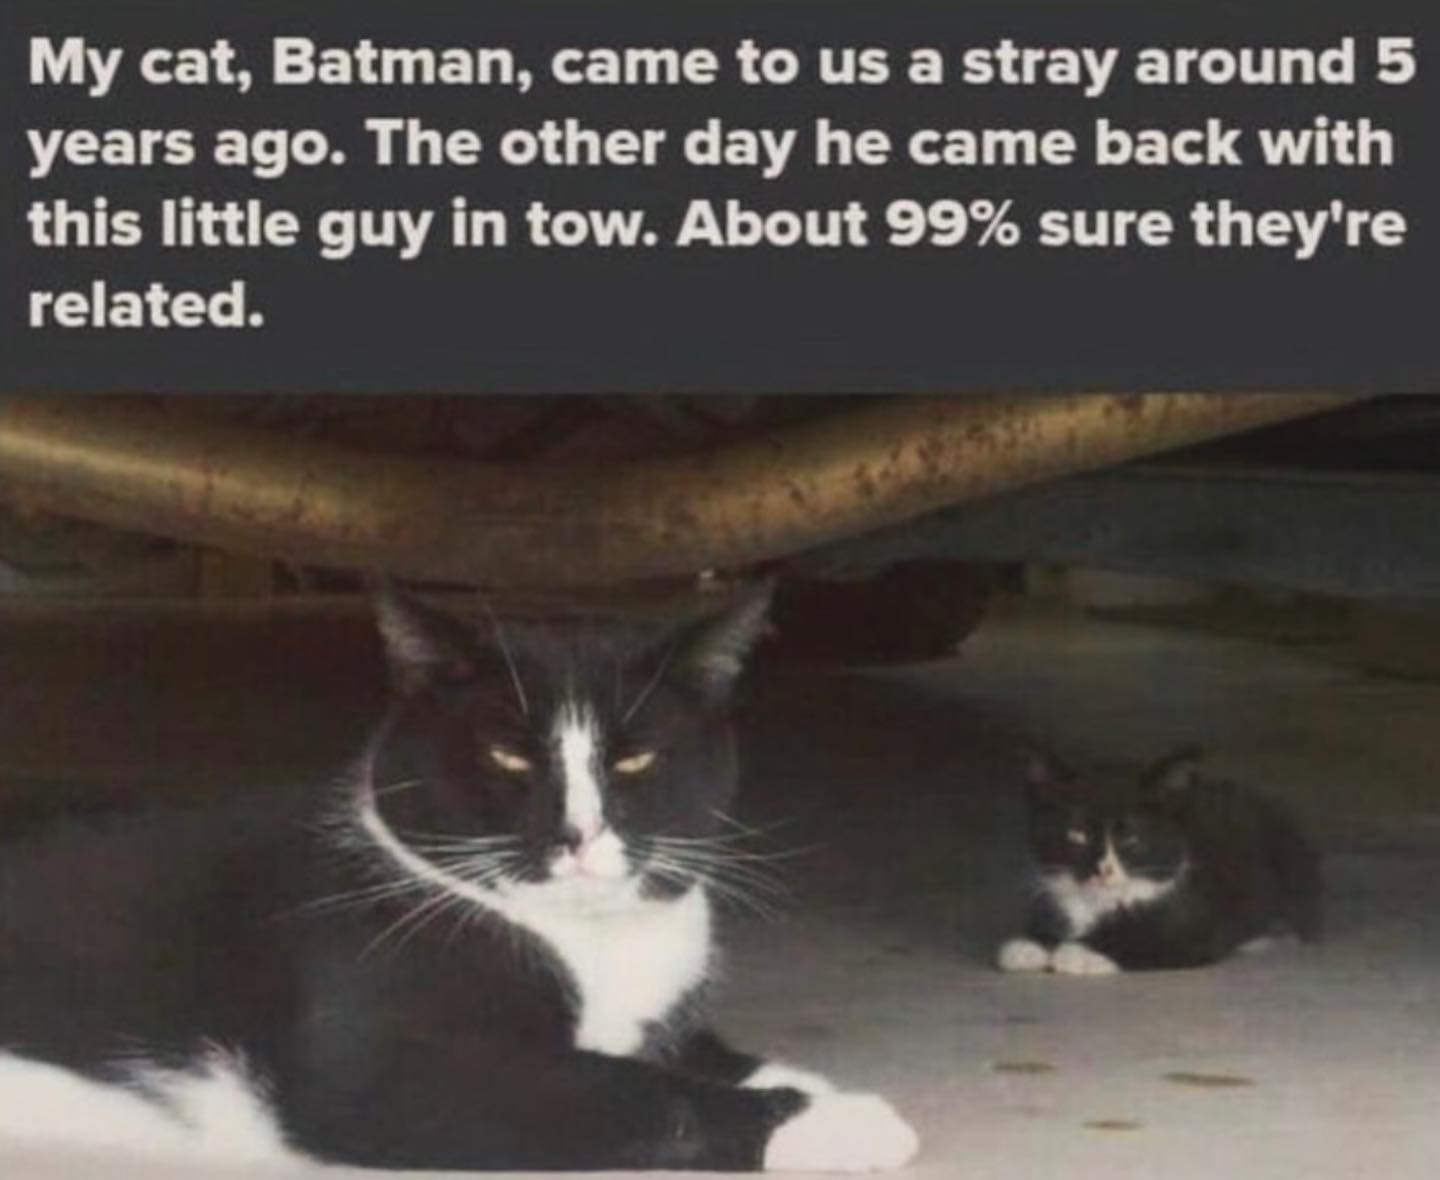 My cat, Batman, came to us a stray around 5
years ago. The other day he came back with
this little guy in tow. About 99% sure they're
related.